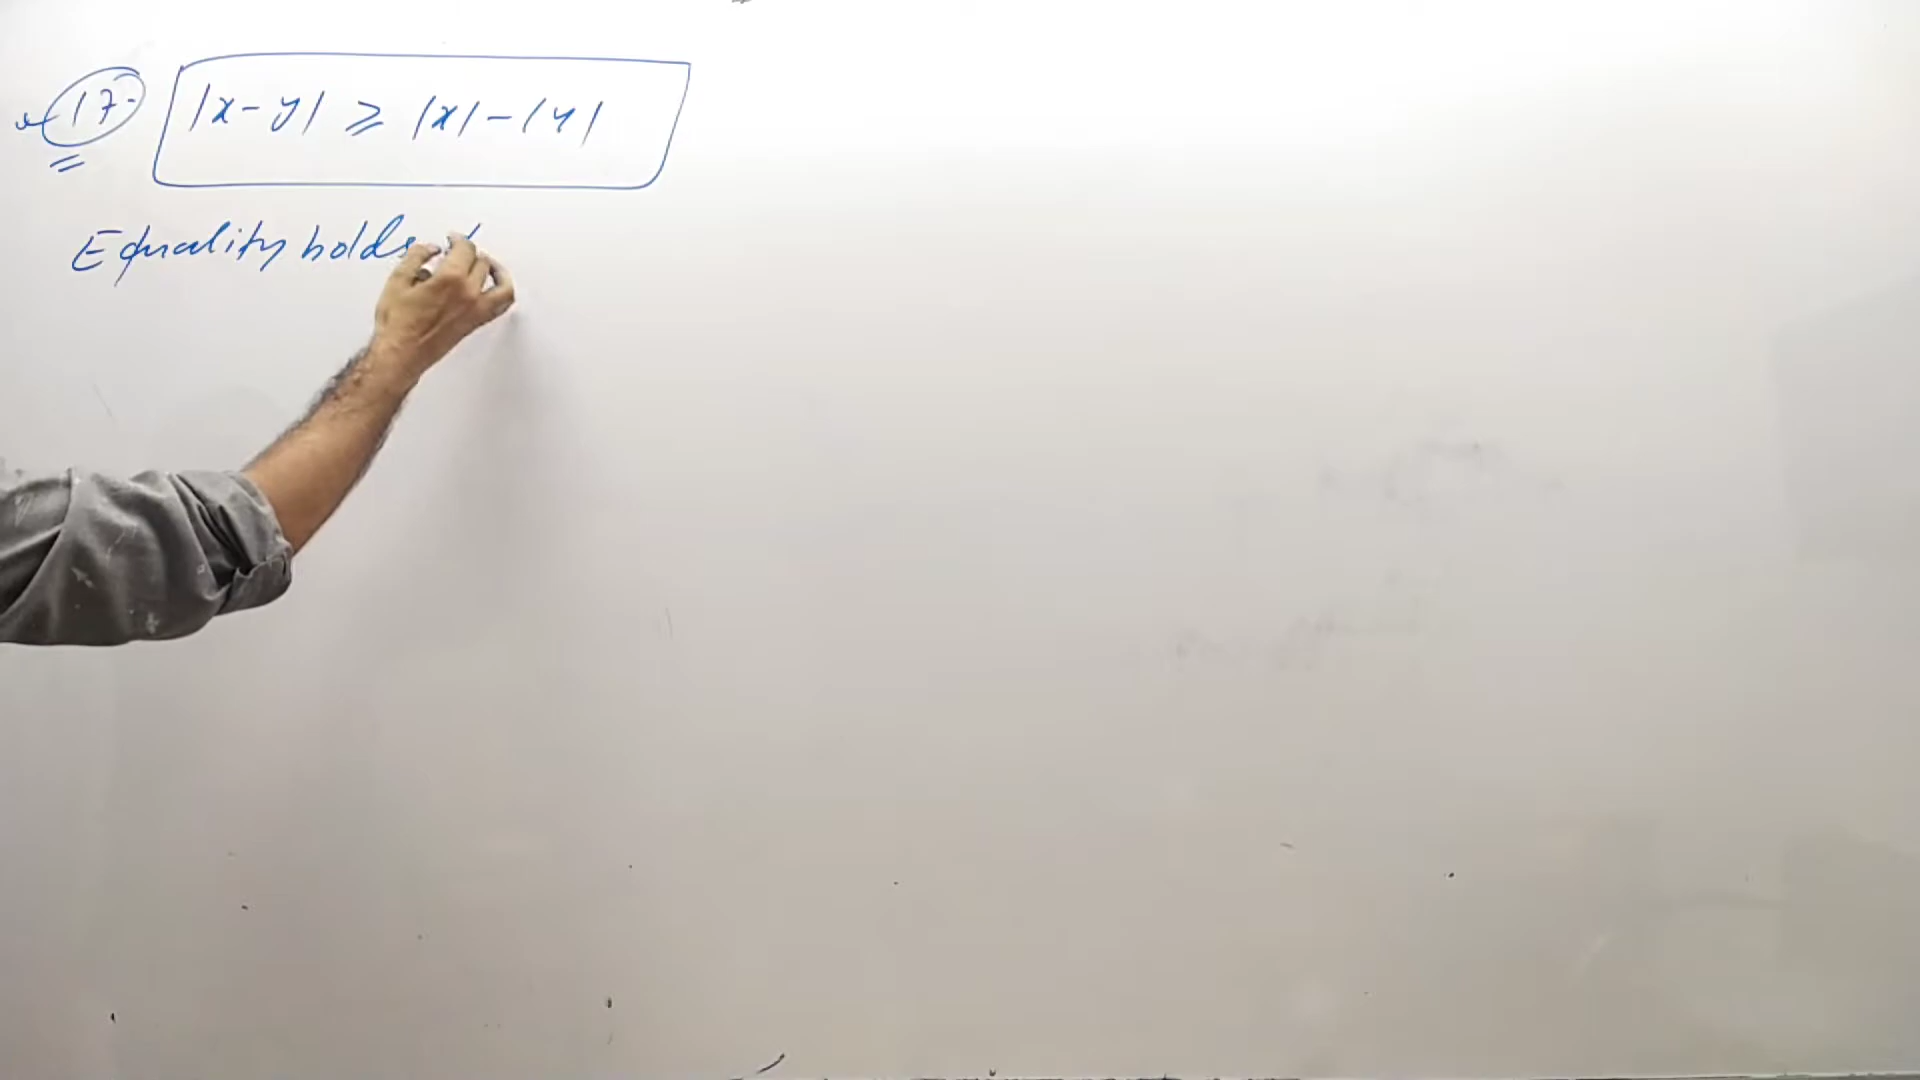 17. |x-y| ⩾ |x|-|y|
Equality holds